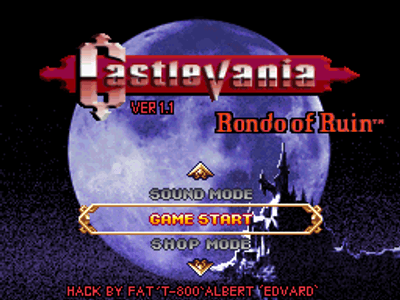 Castlevania
VER 1.1
Rondo of Ruin™
SOUND MODE
GAME START
SHOP MODE
HACK BY FAT´T-800`ALBERT´EDVARD`